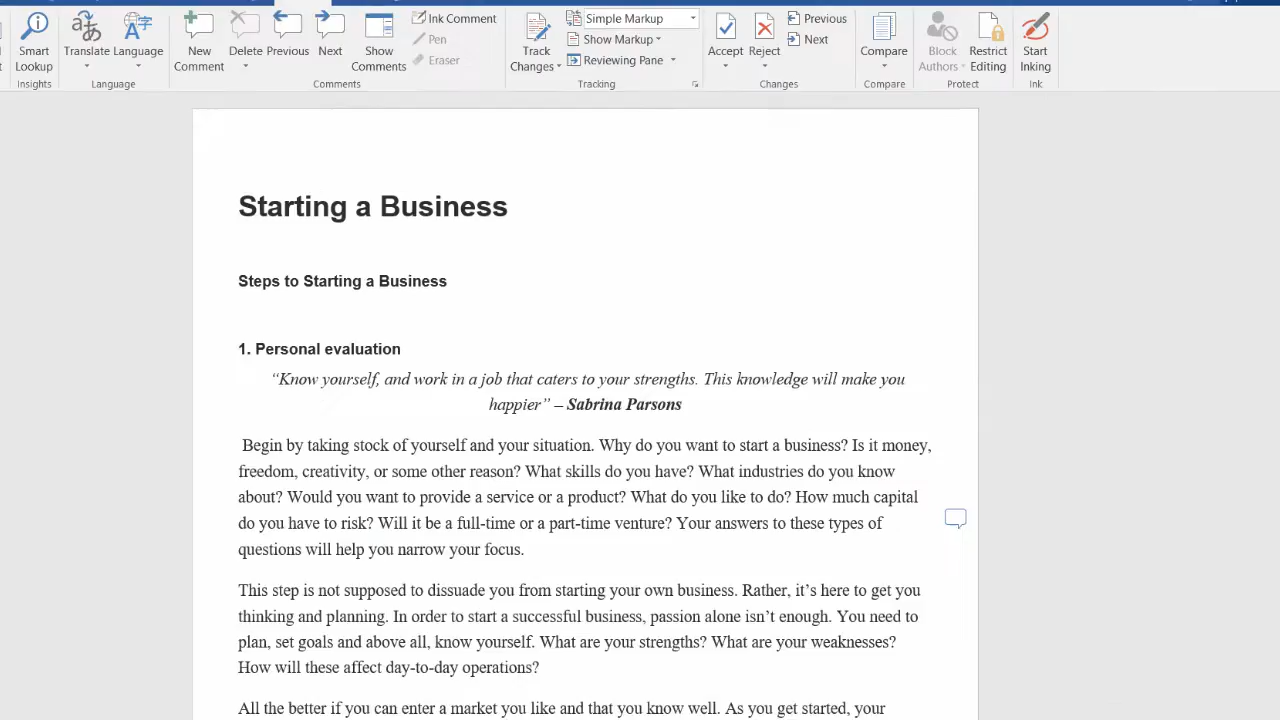 Smart Lookup
Translate
Language
New Comment
Delete
Previous
Next
Show Comments
Ink Comment
Pen
Eraser
Track Changes
Simple Markup
Show Markup
Reviewing Pane
Accept
Reject
Previous
Next
Compare
Block Authors
Restrict Editing
Start Inking
Insights
Language
Comments
Tracking
Changes
Compare
Protect
Ink
Starting a Business
Steps to Starting a Business
1. Personal evaluation
“Know yourself, and work in a job that caters to your strengths. This knowledge will make you
happier” – Sabrina Parsons
Begin by taking stock of yourself and your situation. Why do you want to start a business? Is it money,
freedom, creativity, or some other reason? What skills do you have? What industries do you know
about? Would you want to provide a service or a product? What do you like to do? How much capital
do you have to risk? Will it be a full-time or a part-time venture? Your answers to these types of
questions will help you narrow your focus.
This step is not supposed to dissuade you from starting your own business. Rather, it’s here to get you
thinking and planning. In order to start a successful business, passion alone isn’t enough. You need to
plan, set goals and above all, know yourself. What are your strengths? What are your weaknesses?
How will these affect day-to-day operations?
All the better if you can enter a market you like and that you know well. As you get started, your